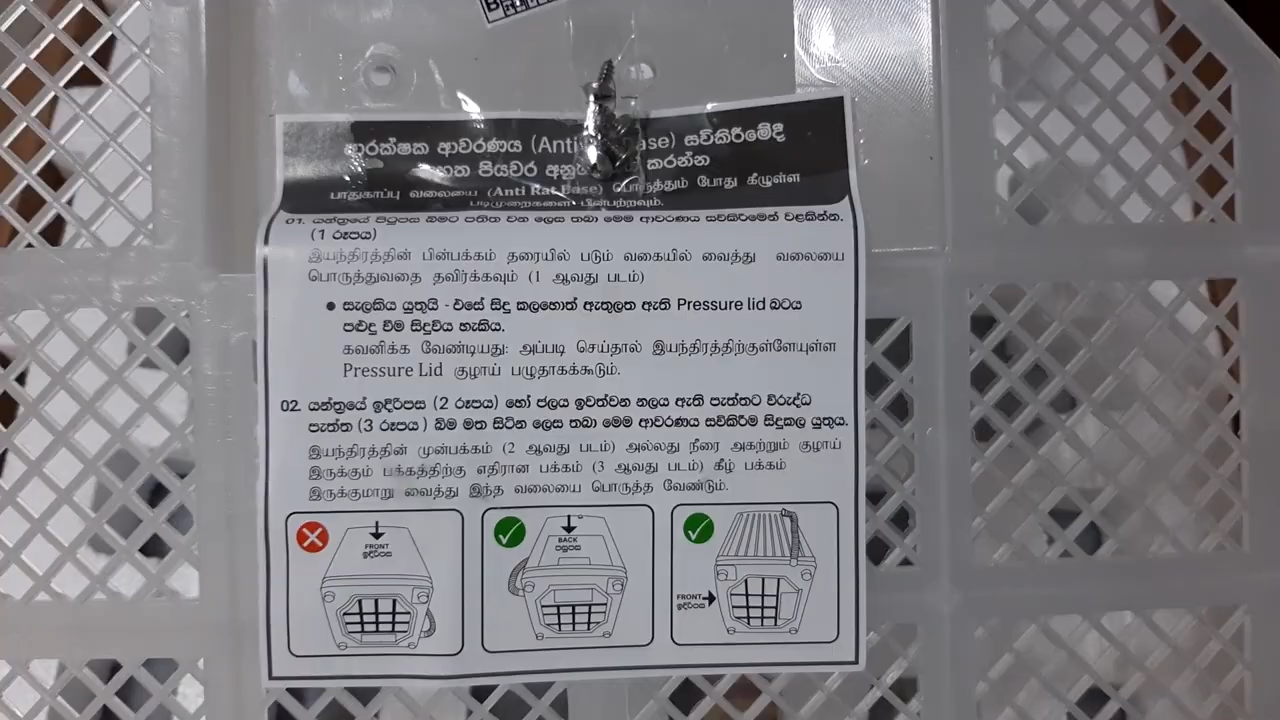 ආරක්ෂක ආවරණය (Anti ase) සවිකිරීමේදී
පියවර කරන්න
பாதுகாப்பு வலையை (Anti Rat Base) பொருத்தும் போது கீழுள்ள
படிமுறைகளை பின்பற்றவும்.
01. යන්ත්‍රයේ පිටුපස බිමට පතිත වන ලෙස තබා මෙම ආවරණය සවිකිරීමෙන් වළකින්න.
(1 රූපය)
இயந்திரத்தின் பின்பக்கம் தரையில் படும் வகையில் வைத்து வலையை
பொருத்துவதை தவிர்க்கவும் (1 ஆவது படம்)
● සැලකිය යුතුයි - එසේ සිදු කලහොත් ඇතුලත ඇති Pressure lid බටය
පළුදු වීම සිදුවිය හැකිය.
கவனிக்க வேண்டியது: அப்படி செய்தால் இயந்திரத்திற்குள்ளேயுள்ள
Pressure Lid குழாய் பழுதாகக்கூடும்.
02. යන්ත්‍රයේ ඉදිරිපස (2 රූපය) හෝ ජලය ඉවත්වන නලය ඇති පැත්තට විරුද්ධ
පැත්ත (3 රූපය ) බිම මත සිටින ලෙස තබා මෙම ආවරණය සවිකිරීම සිදුකල යුතුය.
இயந்திரத்தின் முன்பக்கம் (2 ஆவது படம்) அல்லது நீரை அகற்றும் குழாய்
இருக்கும் பக்கத்திற்கு எதிரான பக்கம் (3 ஆவது படம்) கீழ் பக்கம்
இருக்குமாறு வைத்து இந்த வலையை பொருத்த வேண்டும்.
FRONT
ඉදිරිපස
BACK
පසුපස
FRONT
ඉදිරිපස